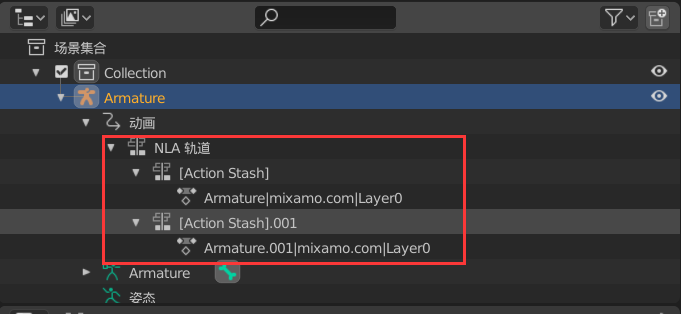 场景集合
Collection
Armature
动画
NLA 轨道
[Action Stash]
Armature|mixamo.com|Layer0
[Action Stash].001
Armature.001|mixamo.com|Layer0
Armature
姿态